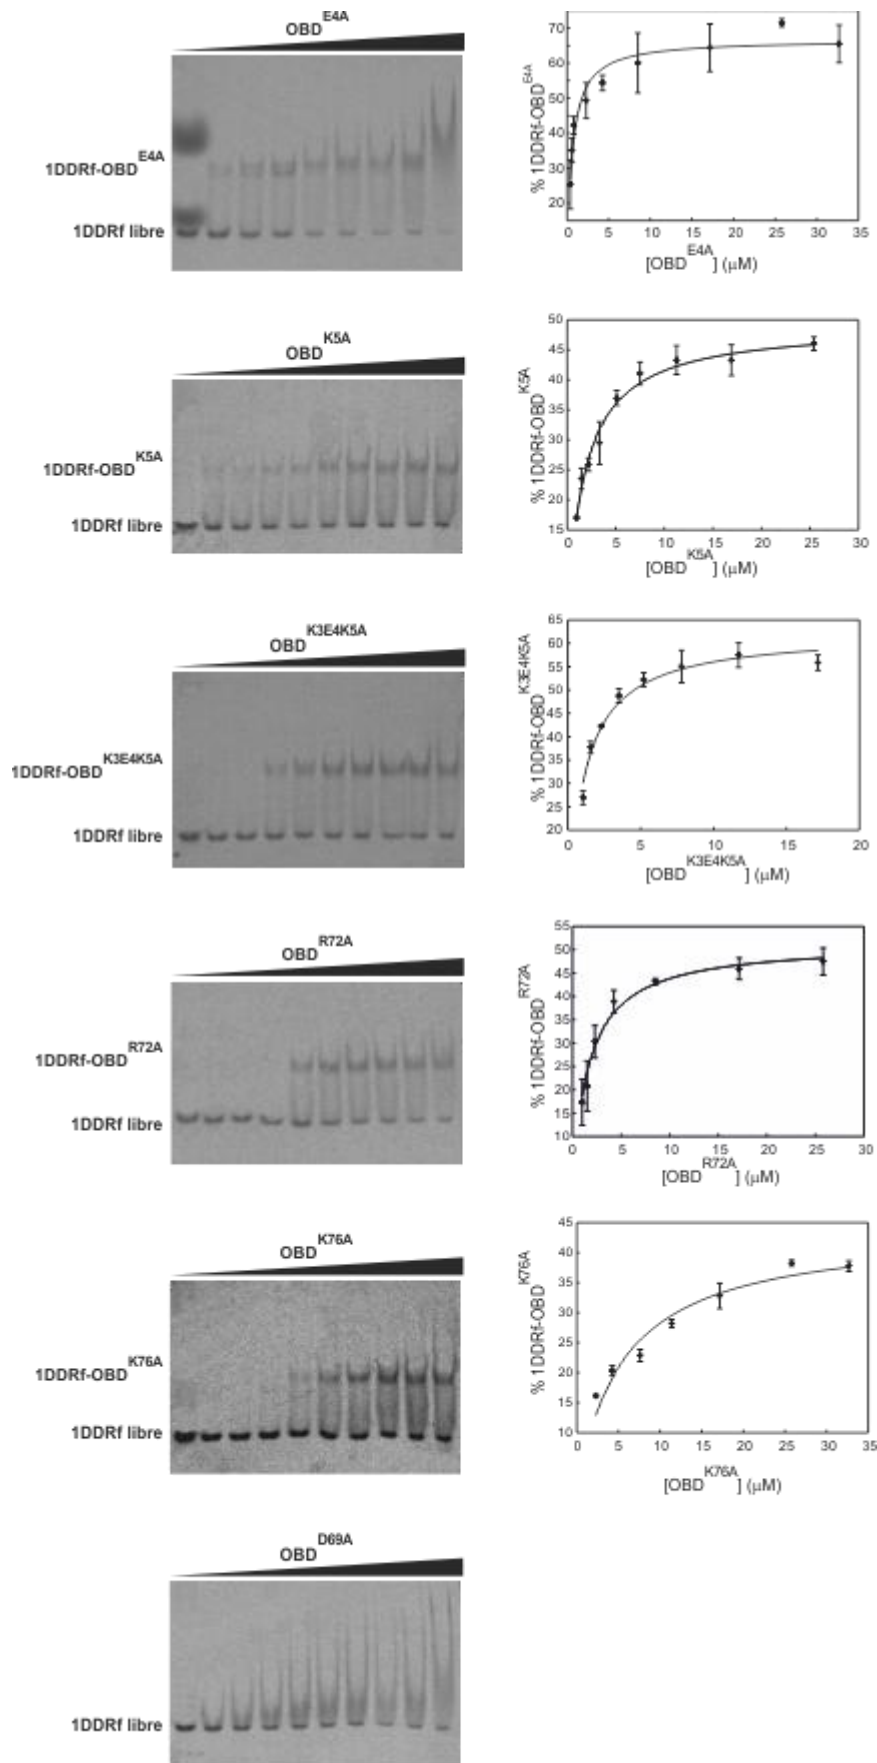 OBD^E4A
1DDRf-OBD^E4A
1DDRf libre
% 1DDRf-OBD^E4A
75
70
60
50
40
30
20
0 5 10 15 20 25 30 35
[OBD^E4A] (µM)
OBD^K5A
1DDRf-OBD^K5A
1DDRf libre
% 1DDRf-OBD^K5A
50
45
40
35
30
25
20
15
0 5 10 15 20 25 30
[OBD^K5A] (µM)
OBD^K3E4K5A
1DDRf-OBD^K3E4K5A
1DDRf libre
% 1DDRf-OBD^K3E4K5A
65
60
55
50
45
40
35
30
25
20
0 5 10 15 20
[OBD^K3E4K5A] (µM)
OBD^R72A
1DDRf-OBD^R72A
1DDRf libre
% 1DDRf-OBD^R72A
55
50
45
40
35
30
25
20
15
10
0 5 10 15 20 25 30
[OBD^R72A] (µM)
OBD^K76A
1DDRf-OBD^K76A
1DDRf libre
% 1DDRf-OBD^K76A
45
40
35
30
25
20
15
10
0 5 10 15 20 25 30 35
[OBD^K76A] (µM)
OBD^D69A
1DDRf libre